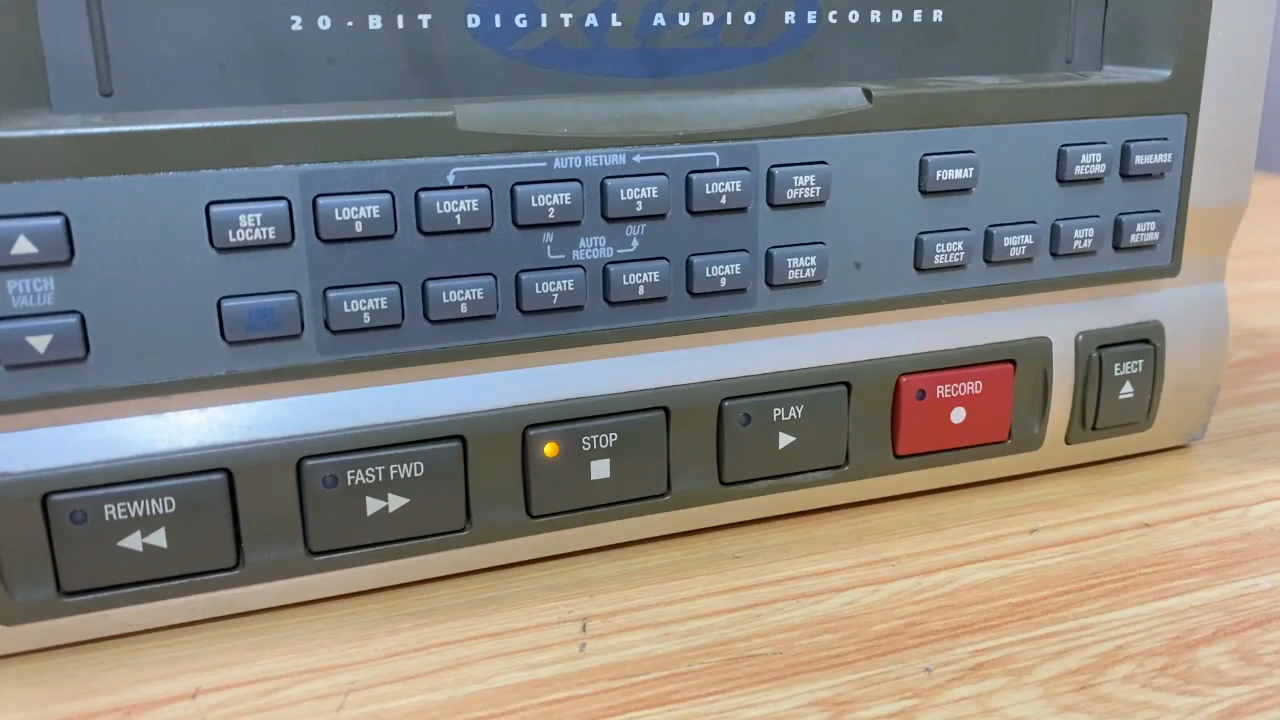 20-BIT DIGITAL AUDIO RECORDER
XT20
AUTO RETURN
SET
LOCATE
LOCATE
0
LOCATE
1
LOCATE
2
LOCATE
3
LOCATE
4
TAPE
OFFSET
FORMAT
AUTO
RECORD
REHEARSE
IN
AUTO
RECORD
OUT
PITCH
VALUE
LOCATE
5
LOCATE
6
LOCATE
7
LOCATE
8
LOCATE
9
TRACK
DELAY
CLOCK
SELECT
DIGITAL
OUT
AUTO
PLAY
AUTO
RETURN
REWIND
FAST FWD
STOP
PLAY
RECORD
EJECT